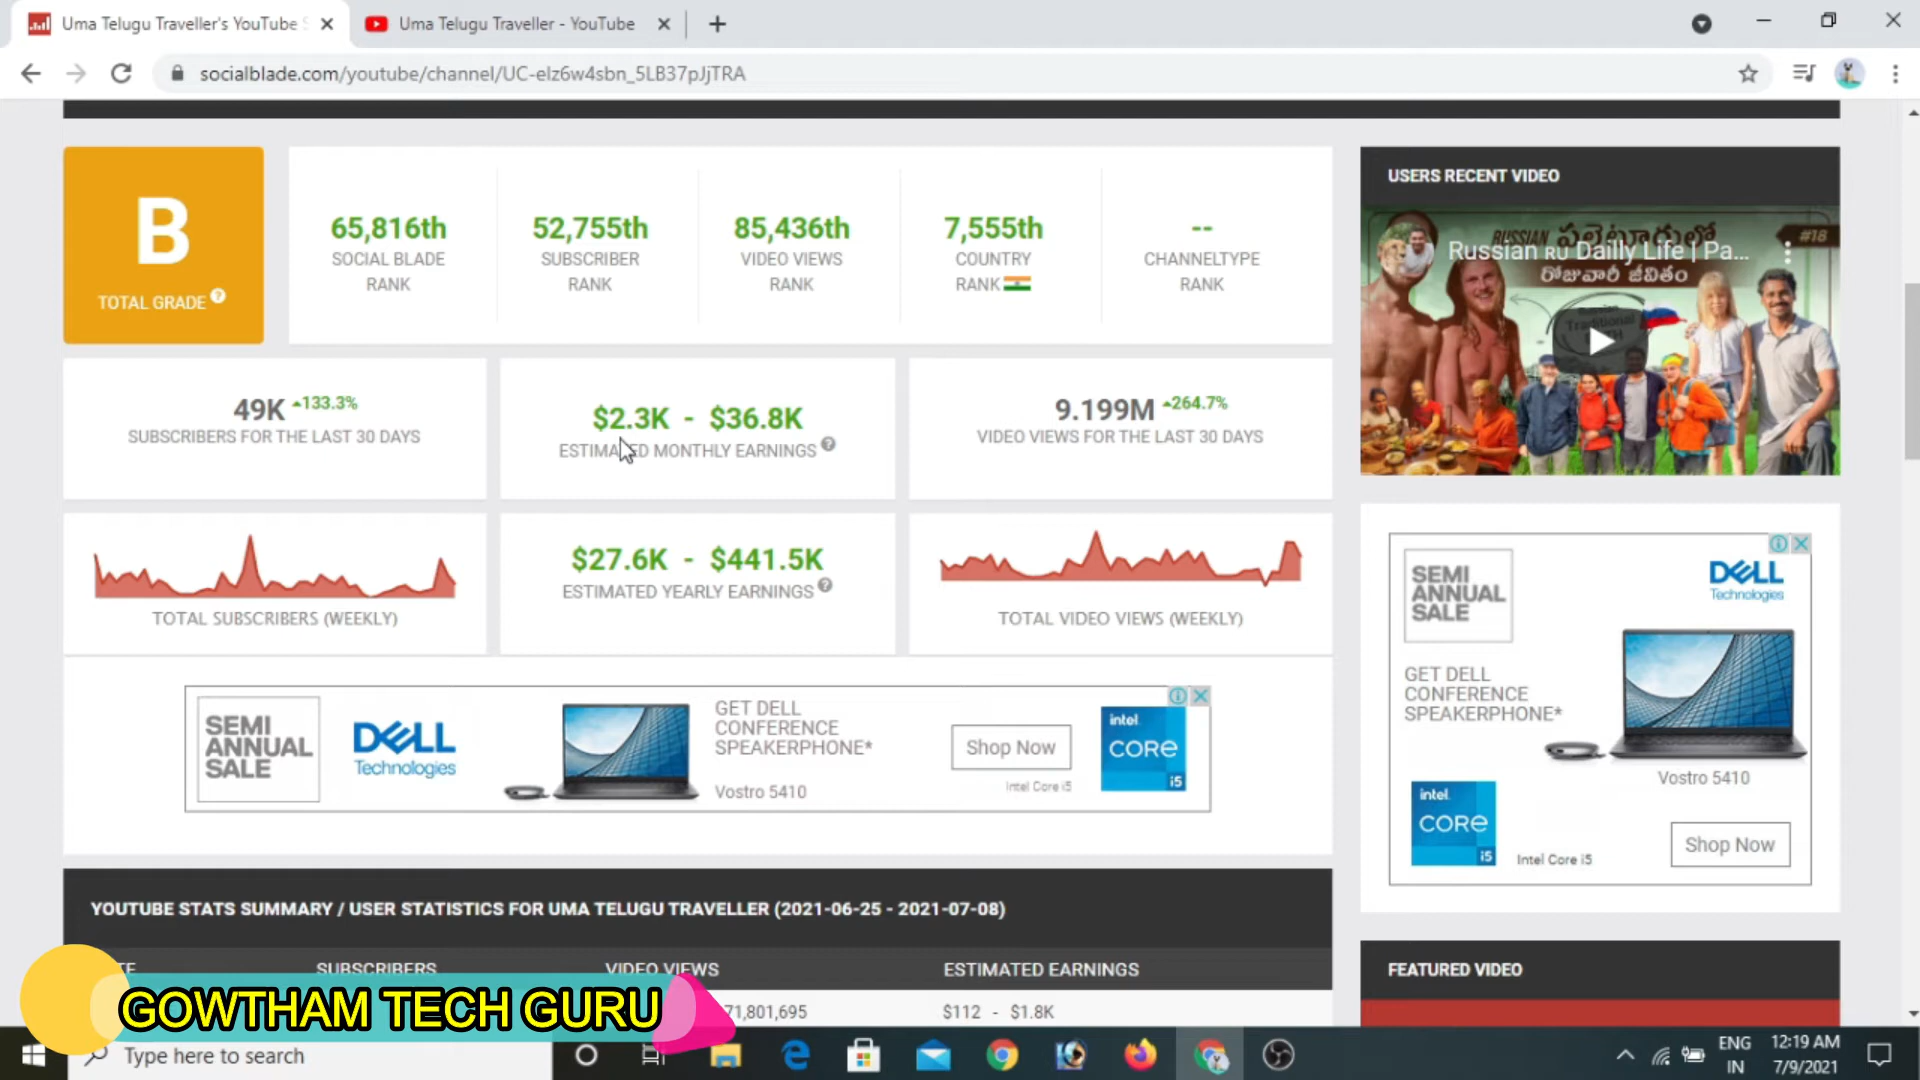 Uma Telugu Traveller's YouTube S
Uma Telugu Traveller - YouTube
socialblade.com/youtube/channel/UC-elz6w4sbn_5LB37pJjTRA
B
TOTAL GRADE
65,816th
SOCIAL BLADE
RANK
52,755th
SUBSCRIBER
RANK
85,436th
VIDEO VIEWS
RANK
7,555th
COUNTRY
RANK
--
CHANNELTYPE
RANK
49K 133.3%
SUBSCRIBERS FOR THE LAST 30 DAYS
$2.3K - $36.8K
ESTIMATED MONTHLY EARNINGS
9.199M 264.7%
VIDEO VIEWS FOR THE LAST 30 DAYS
TOTAL SUBSCRIBERS (WEEKLY)
$27.6K - $441.5K
ESTIMATED YEARLY EARNINGS
TOTAL VIDEO VIEWS (WEEKLY)
SEMI
ANNUAL
SALE
DELL
Technologies
GET DELL
CONFERENCE
SPEAKERPHONE*
Vostro 5410
Shop Now
Intel Core i5
intel
CORE
i5
YOUTUBE STATS SUMMARY / USER STATISTICS FOR UMA TELUGU TRAVELLER (2021-06-25 - 2021-07-08)
SUBSCRIBERS
VIDEO VIEWS
ESTIMATED EARNINGS
71,801,695
$112 - $1.8K
USERS RECENT VIDEO
RUSSIAN పల్లెటూరులో
#18
Russian RU Dailly Life | Pa...
రోజువారీ జీవితం
Russian
Traditional
SEMI
ANNUAL
SALE
DELL
Technologies
GET DELL
CONFERENCE
SPEAKERPHONE*
Vostro 5410
intel
CORE
i5
Intel Core i5
Shop Now
FEATURED VIDEO
GOWTHAM TECH GURU
Type here to search
ENG
IN
12:19 AM
7/9/2021